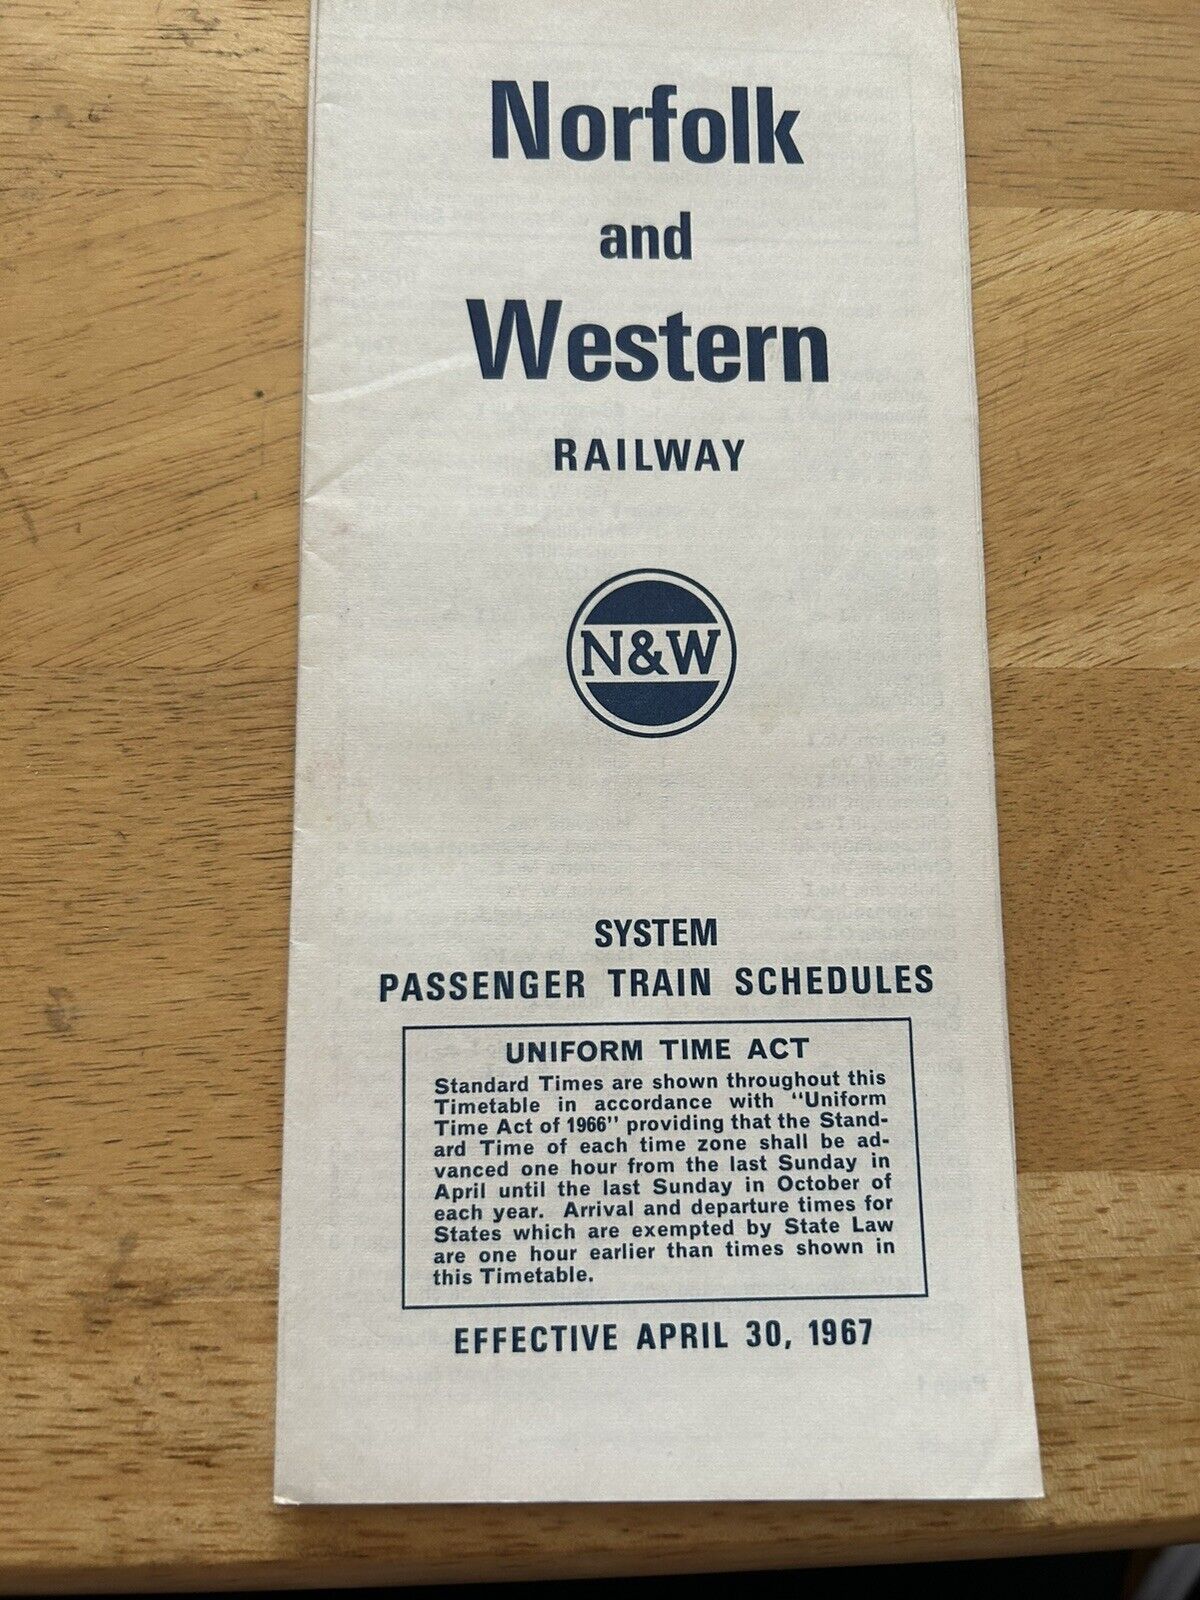 Norfolk
and
Western
RAILWAY
N&W
SYSTEM
PASSENGER TRAIN SCHEDULES
UNIFORM TIME ACT
Standard Times are shown throughout this
Timetable in accordance with "Uniform
Time Act of 1966" providing that the Stand-
ard Time of each time zone shall be ad-
vanced one hour from the last Sunday in
April until the last Sunday in October of
each year. Arrival and departure times for
States which are exempted by State Law
are one hour earlier than times shown in
this Timetable.
EFFECTIVE APRIL 30, 1967